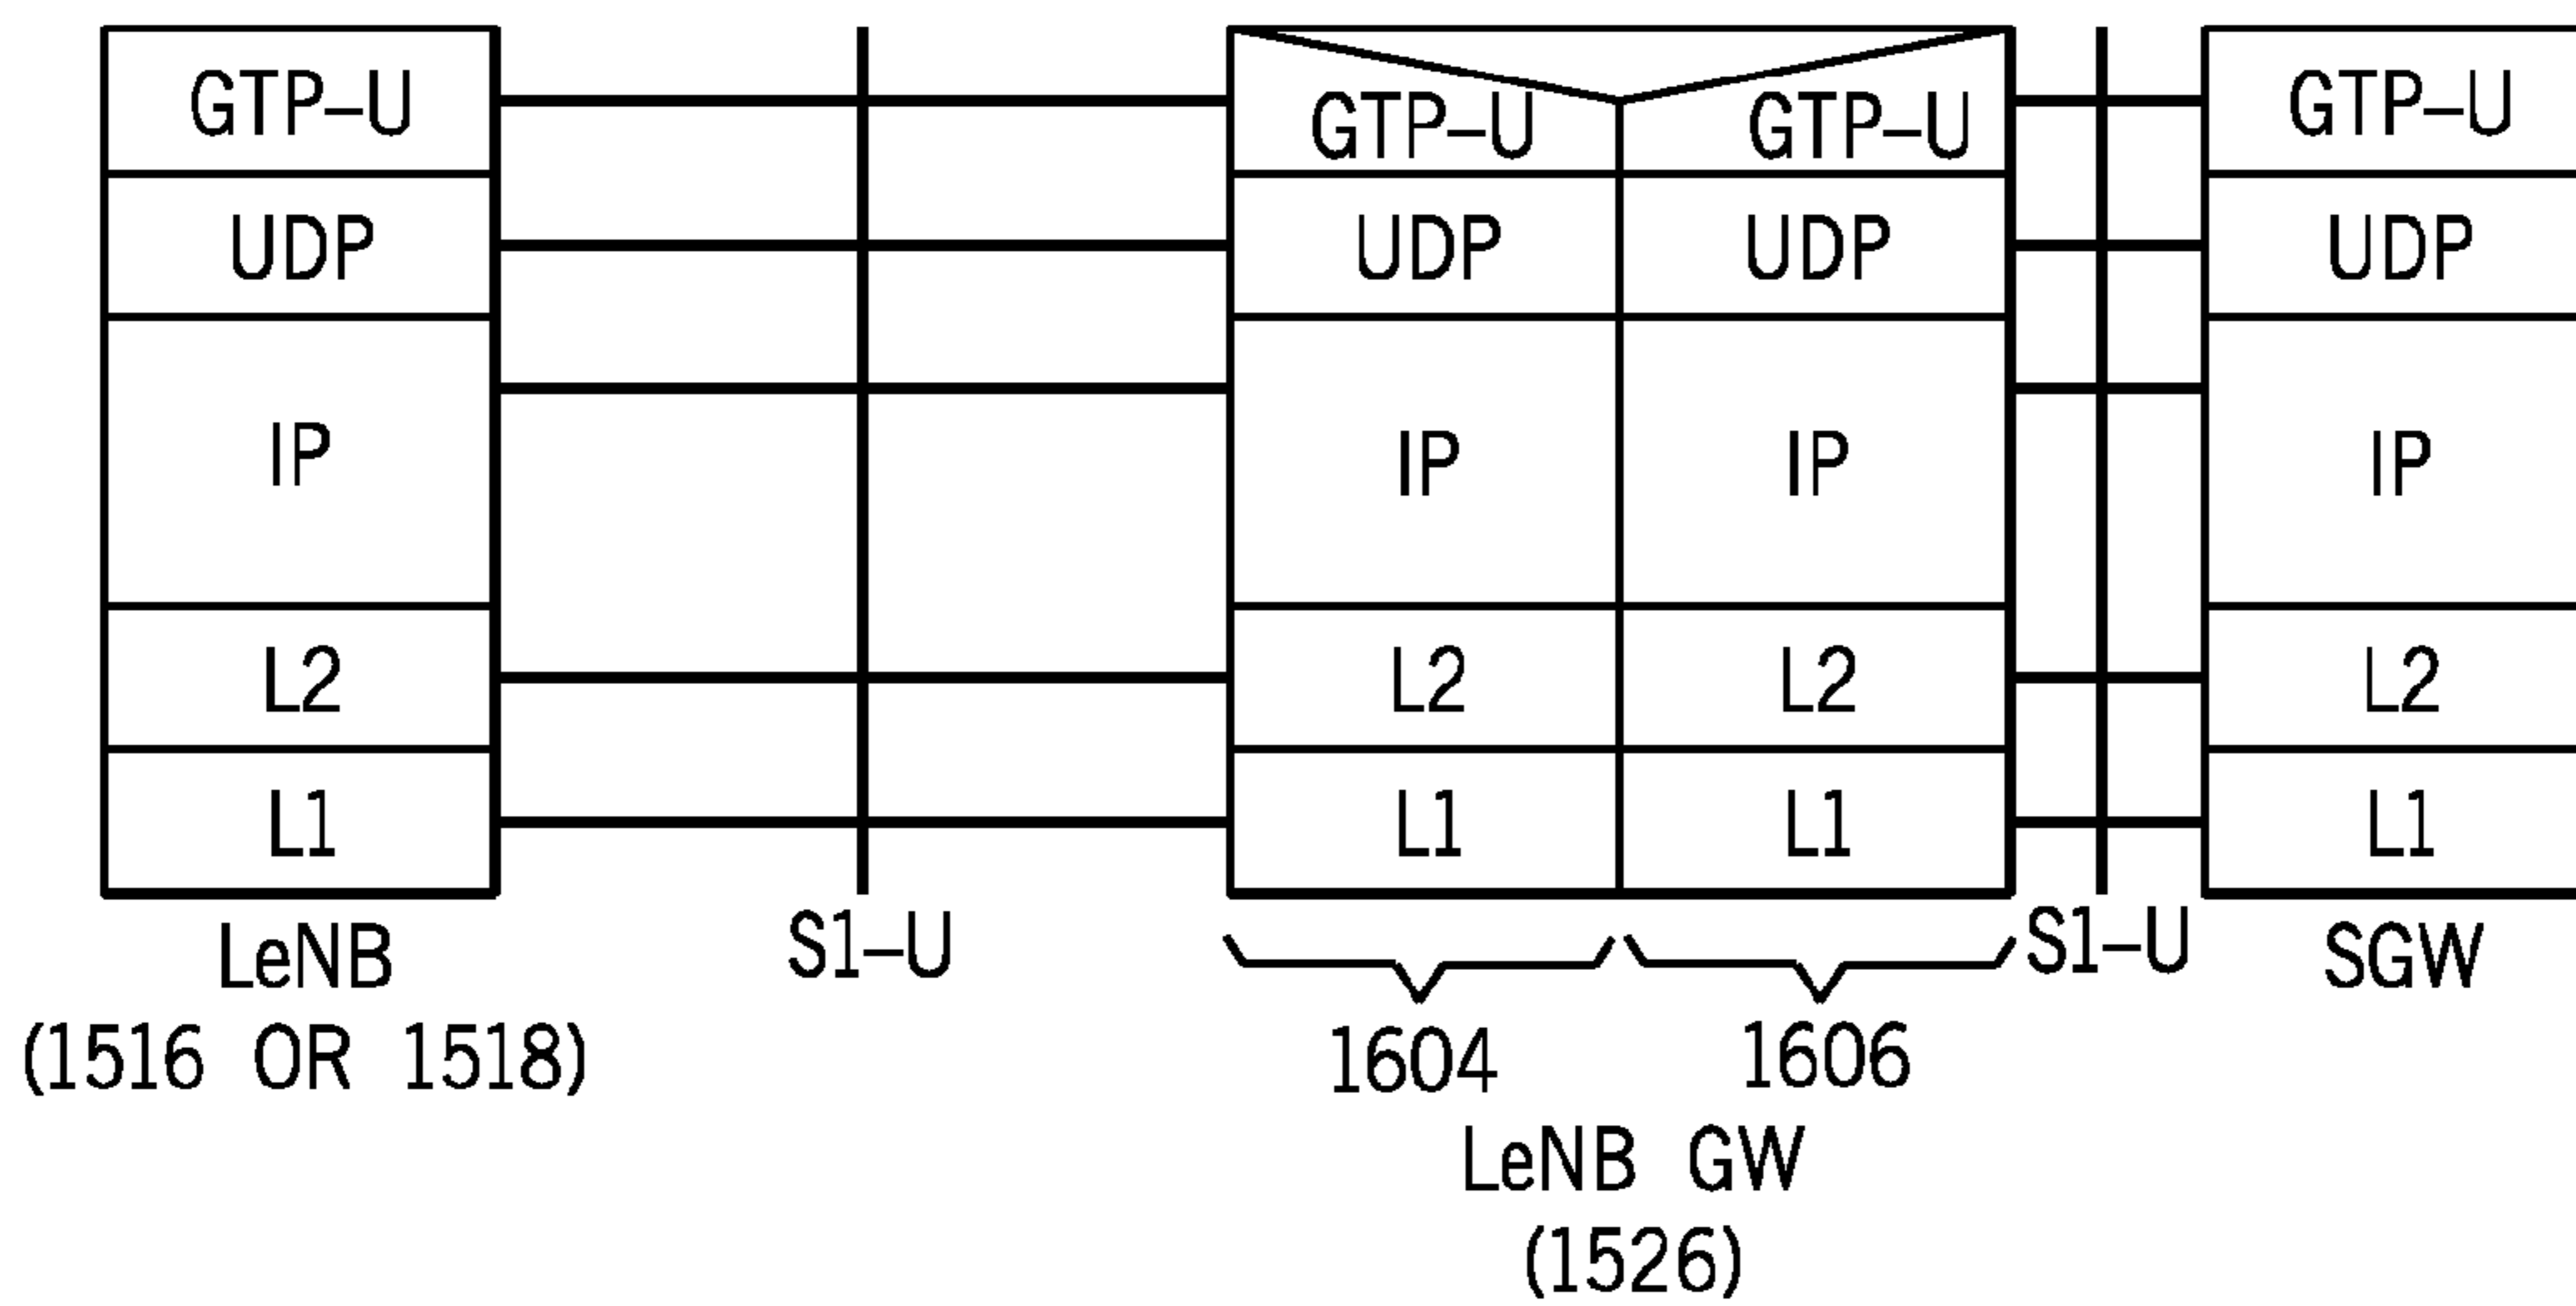 GTP–U GTP–U GTP–U GTP–U
UDP UDP UDP UDP
IP IP IP IP
L2 L2 L2 L2
L1 L1 L1 L1
LeNB S1–U S1–U SGW
(1516 OR 1518) 1604 1606
LeNB GW
(1526)